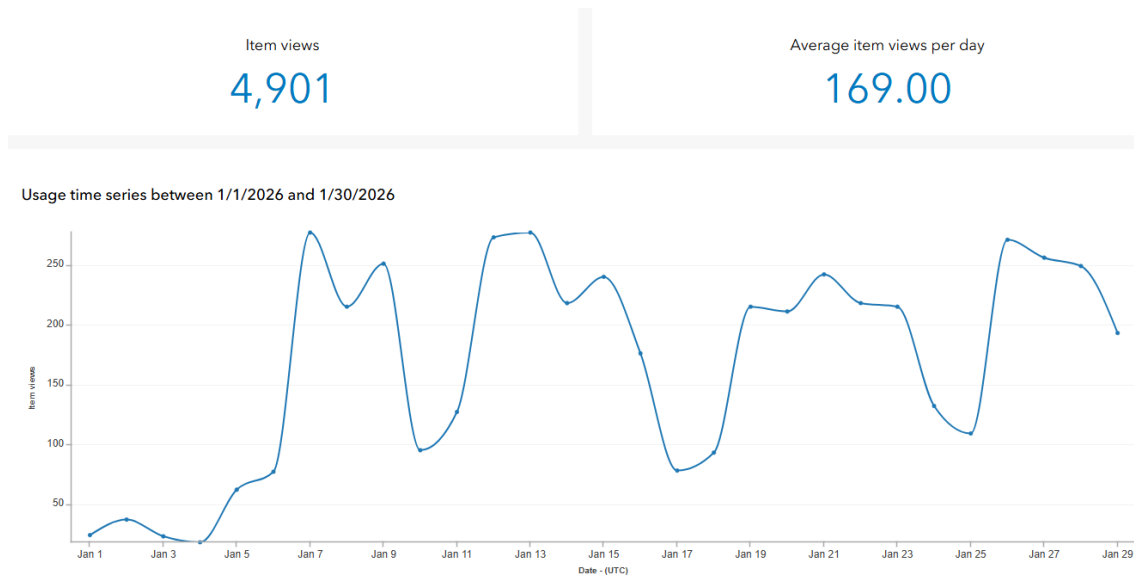 Item views
4,901
Average item views per day
169.00
Usage time series between 1/1/2026 and 1/30/2026
250
200
150
100
50
Item views
Jan 1 Jan 3 Jan 5 Jan 7 Jan 9 Jan 11 Jan 13 Jan 15 Jan 17 Jan 19 Jan 21 Jan 23 Jan 25 Jan 27 Jan 29
Date - (UTC)